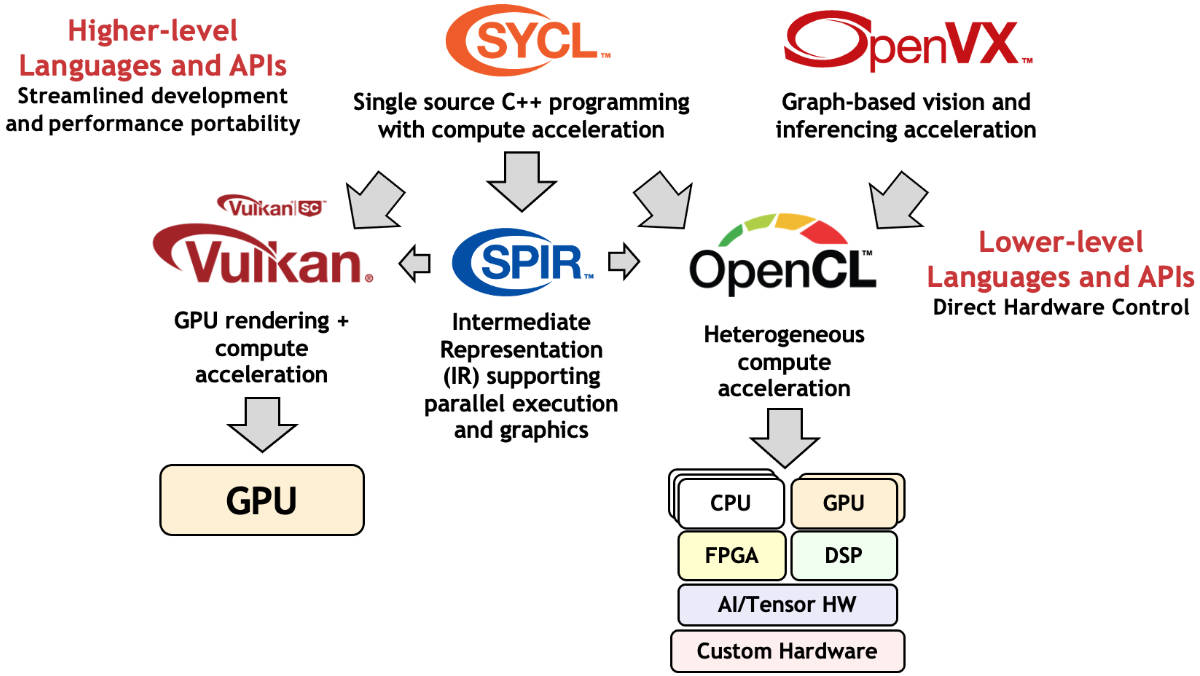 Higher-level
Languages and APIs
Streamlined development
and performance portability
SYCL™
Single source C++ programming
with compute acceleration
OpenVX™
Graph-based vision and
inferencing acceleration
Vulkan SC™
Vulkan®
GPU rendering +
compute
acceleration
SPIR™
Intermediate
Representation
(IR) supporting
parallel execution
and graphics
OpenCL™
Heterogeneous
compute
acceleration
Lower-level
Languages and APIs
Direct Hardware Control
GPU
CPU
GPU
FPGA
DSP
AI/Tensor HW
Custom Hardware